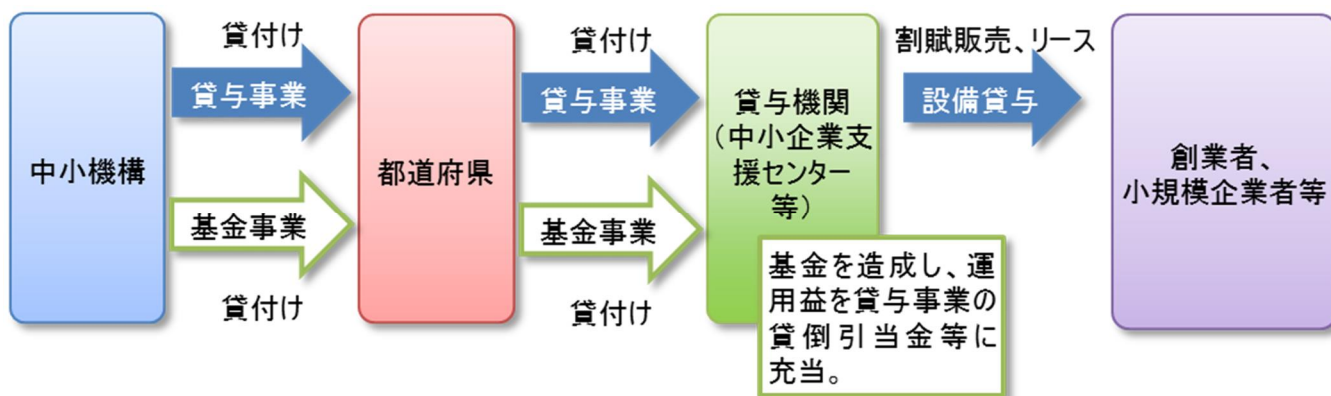 中小機構
貸付け
貸与事業
基金事業
貸付け
都道府県
貸付け
貸与事業
基金事業
貸付け
貸与機関
（中小企業支
援センター
等）
基金を造成し、運
用益を貸与事業の
貸倒引当金等に
充当。
割賦販売、リース
設備貸与
創業者、
小規模企業者等